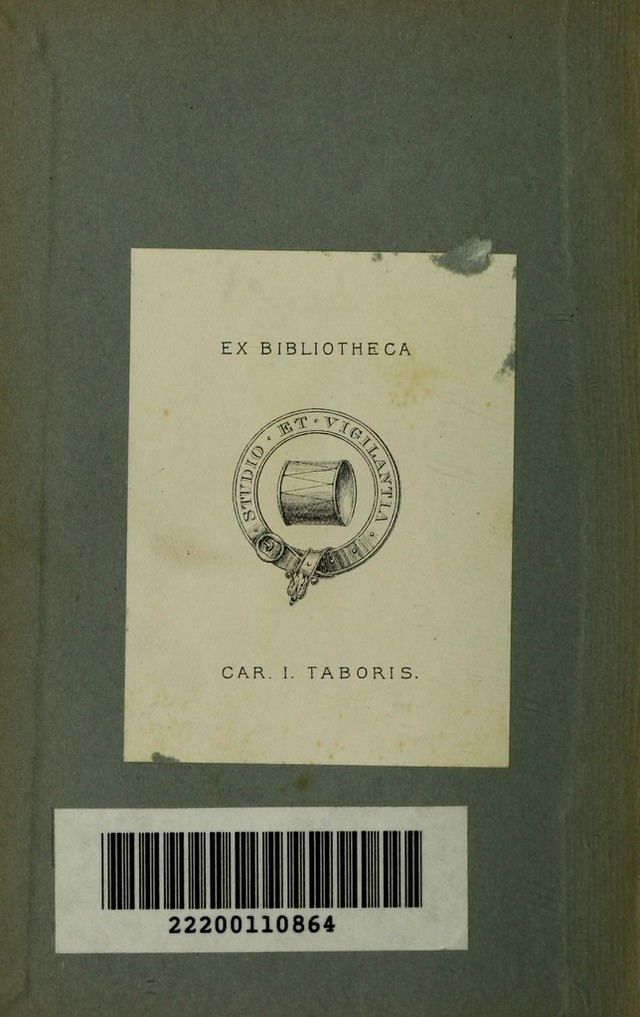 EX BIBLIOTHECA
· STUDIO · ET · VIGILANTIA ·
CAR. I. TABORIS.
22200110864